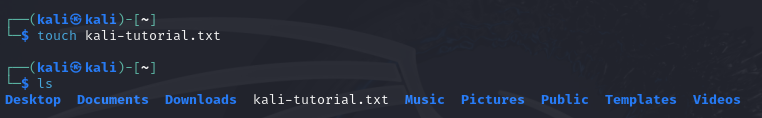 ┌──(kali㉿kali)-[~]
└─$ touch kali-tutorial.txt
┌──(kali㉿kali)-[~]
└─$ ls
Desktop  Documents  Downloads  kali-tutorial.txt  Music  Pictures  Public  Templates  Videos